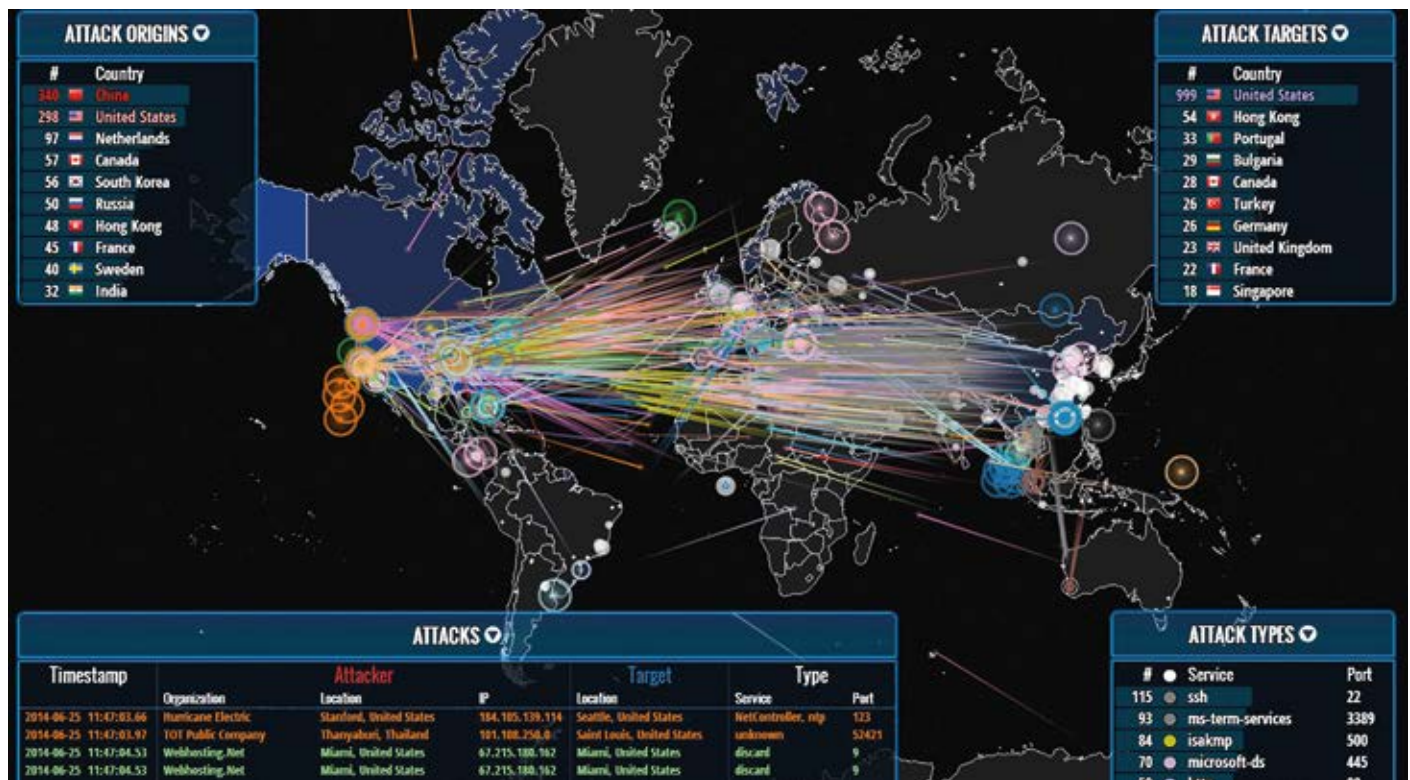 ATTACK ORIGINS
# Country
340 China
298 United States
97 Netherlands
57 Canada
56 South Korea
50 Russia
48 Hong Kong
45 France
40 Sweden
32 India
ATTACK TARGETS
# Country
999 United States
54 Hong Kong
33 Portugal
29 Bulgaria
28 Canada
26 Turkey
26 Germany
23 United Kingdom
22 France
18 Singapore
ATTACKS
Timestamp Attacker Target Type
Organization Location IP Location Service Port
2014-06-25 11:47:03.66 Hurricane Electric Stanford, United States 184.105.139.114 Seattle, United States NetController, ntp 123
2014-06-25 11:47:03.97 TOT Public Company Thanyaburi, Thailand 101.108.250.0 Saint Louis, United States unknown 52421
2014-06-25 11:47:04.53 Webhosting.Net Miami, United States 67.215.180.162 Miami, United States discard 9
2014-06-25 11:47:04.53 Webhosting.Net Miami, United States 67.215.180.162 Miami, United States discard 9
ATTACK TYPES
# Service Port
115 ssh 22
93 ms-term-services 3389
84 isakmp 500
70 microsoft-ds 445